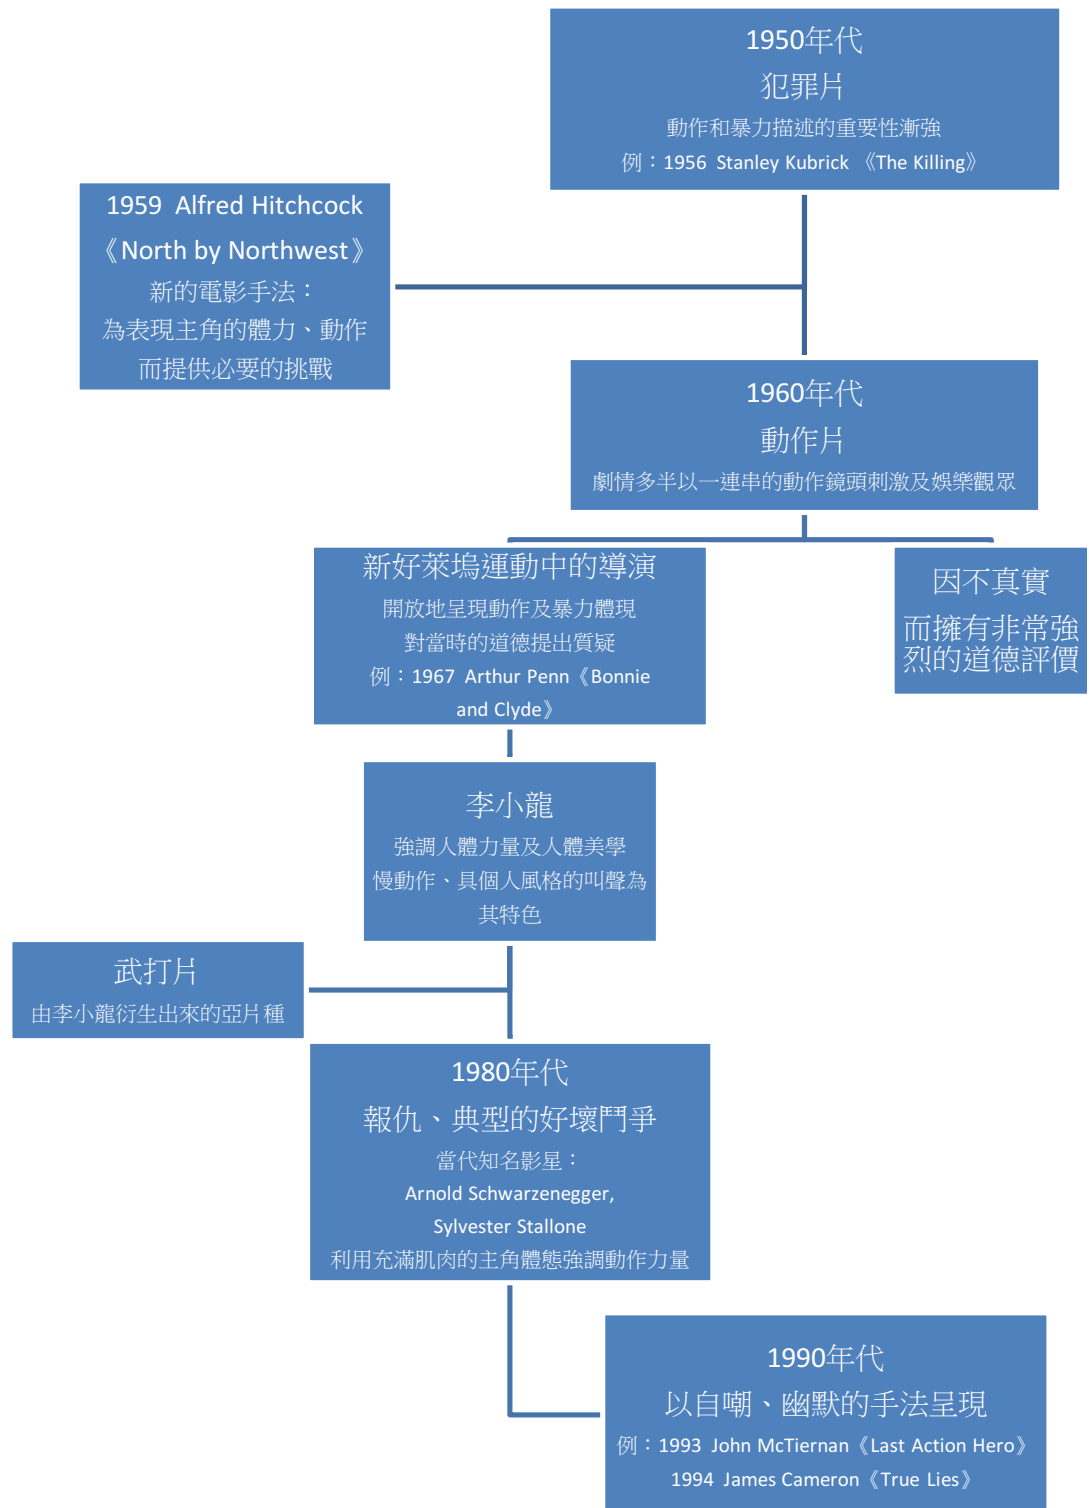 1950年代
犯罪片
動作和暴力描述的重要性漸強
例：1956 Stanley Kubrick 《The Killing》
1959 Alfred Hitchcock
《North by Northwest》
新的電影手法：
為表現主角的體力、動作
而提供必要的挑戰
1960年代
動作片
劇情多半以一連串的動作鏡頭刺激及娛樂觀眾
新好萊塢運動中的導演
開放地呈現動作及暴力體現
對當時的道德提出質疑
例：1967 Arthur Penn《Bonnie
and Clyde》
因不真實
而擁有非常強
烈的道德評價
李小龍
強調人體力量及人體美學
慢動作、具個人風格的叫聲為
其特色
武打片
由李小龍衍生出來的亞片種
1980年代
報仇、典型的好壞鬥爭
當代知名影星：
Arnold Schwarzenegger,
Sylvester Stallone
利用充滿肌肉的主角體態強調動作力量
1990年代
以自嘲、幽默的手法呈現
例：1993 John McTiernan《Last Action Hero》
1994 James Cameron《True Lies》